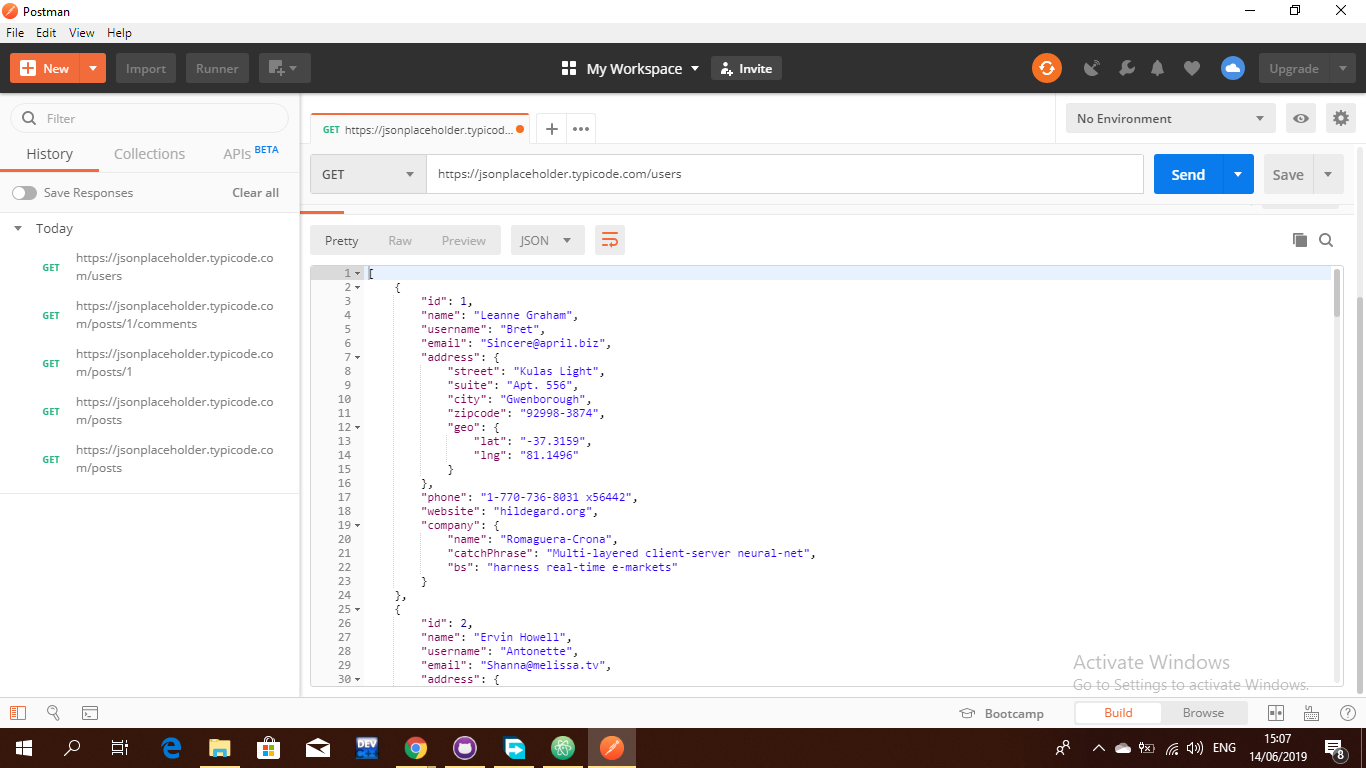 Postman
File Edit View Help
New Import Runner My Workspace Invite Upgrade
Filter
History Collections APIs BETA
Save Responses Clear all
Today
GET https://jsonplaceholder.typicode.co
m/users
GET https://jsonplaceholder.typicode.co
m/posts/1/comments
GET https://jsonplaceholder.typicode.co
m/posts/1
GET https://jsonplaceholder.typicode.co
m/posts
GET https://jsonplaceholder.typicode.co
m/posts
GET https://jsonplaceholder.typicod... No Environment
GET https://jsonplaceholder.typicode.com/users Send Save
Pretty Raw Preview JSON
1 [
2 {
3 "id": 1,
4 "name": "Leanne Graham",
5 "username": "Bret",
6 "email": "Sincere@april.biz",
7 "address": {
8 "street": "Kulas Light",
9 "suite": "Apt. 556",
10 "city": "Gwenborough",
11 "zipcode": "92998-3874",
12 "geo": {
13 "lat": "-37.3159",
14 "lng": "81.1496"
15 }
16 },
17 "phone": "1-770-736-8031 x56442",
18 "website": "hildegard.org",
19 "company": {
20 "name": "Romaguera-Crona",
21 "catchPhrase": "Multi-layered client-server neural-net",
22 "bs": "harness real-time e-markets"
23 }
24 },
25 {
26 "id": 2,
27 "name": "Ervin Howell",
28 "username": "Antonette",
29 "email": "Shanna@melissa.tv",
30 "address": {
Activate Windows
Go to Settings to activate Windows.
Bootcamp Build Browse
DEV
C++
ENG
15:07
14/06/2019
8